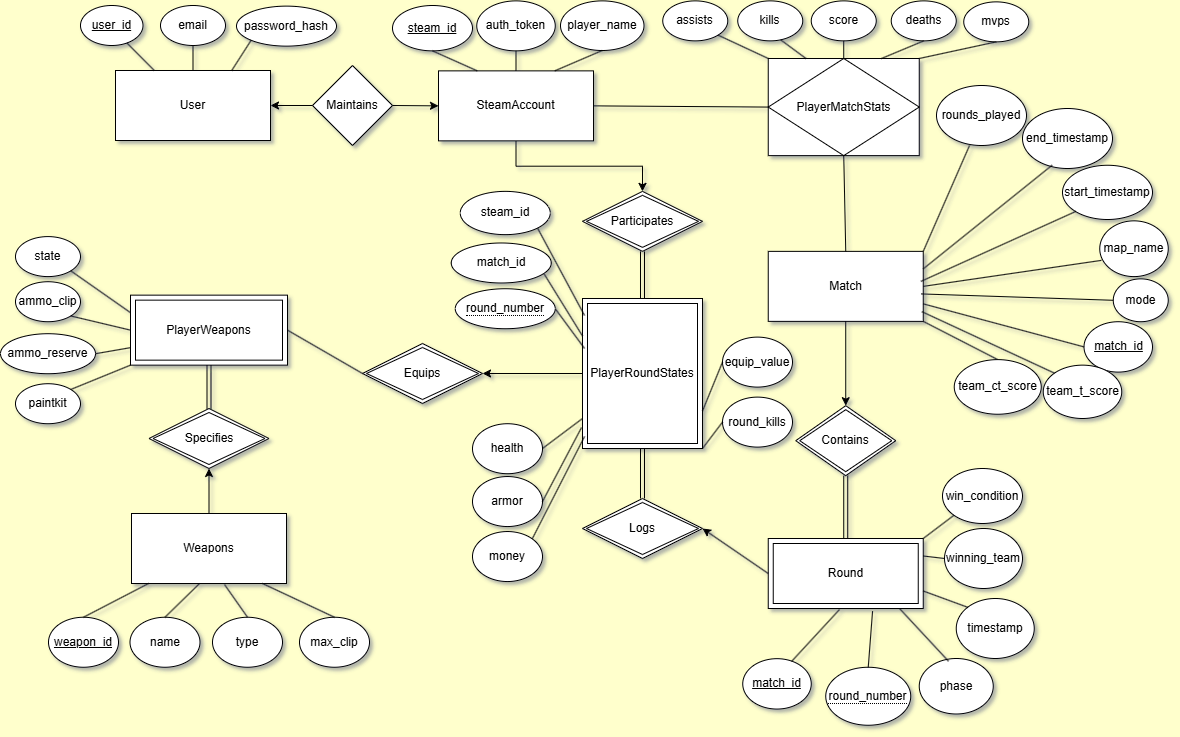 user_id
email
password_hash
steam_id
auth_token
player_name
assists
kills
score
deaths
mvps
User
Maintains
SteamAccount
PlayerMatchStats
rounds_played
end_timestamp
start_timestamp
map_name
mode
match_id
team_t_score
team_ct_score
Match
Participates
steam_id
match_id
round_number
state
ammo_clip
ammo_reserve
paintkit
PlayerWeapons
Equips
PlayerRoundStates
equip_value
round_kills
health
armor
money
Specifies
Contains
Logs
Weapons
weapon_id
name
type
max_clip
Round
win_condition
winning_team
timestamp
match_id
round_number
phase